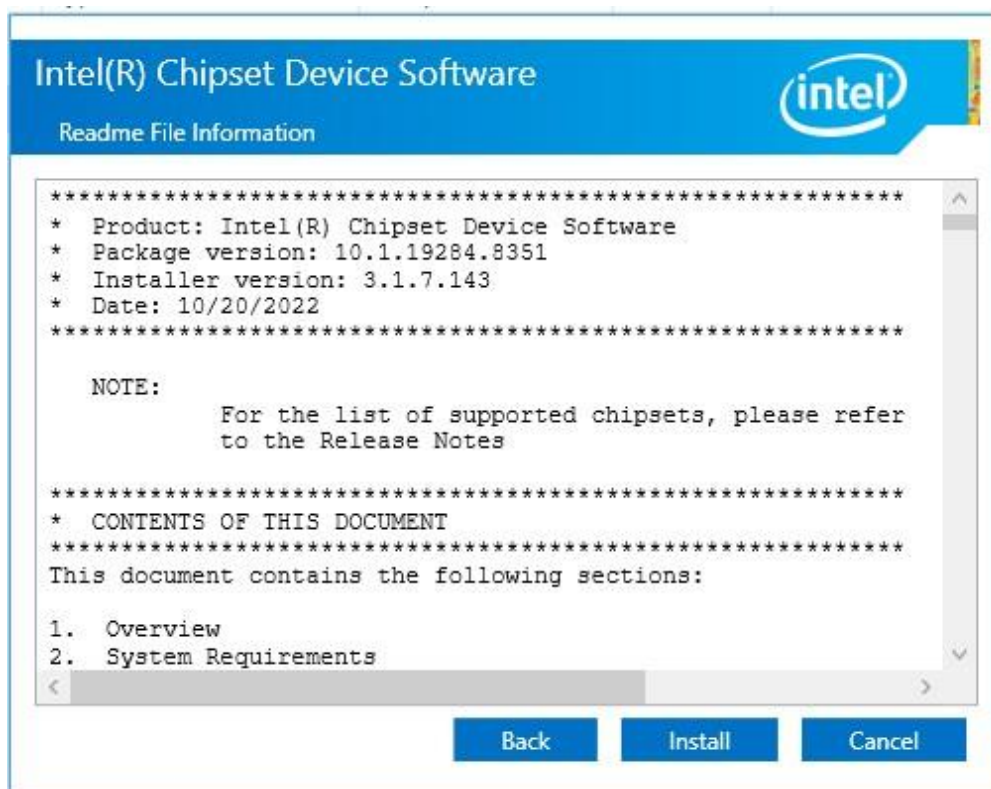 Intel(R) Chipset Device Software
intel
Readme File Information
************************************************************
*  Product: Intel(R) Chipset Device Software
*  Package version: 10.1.19284.8351
*  Installer version: 3.1.7.143
*  Date: 10/20/2022
************************************************************
NOTE:
For the list of supported chipsets, please refer
to the Release Notes
************************************************************
*  CONTENTS OF THIS DOCUMENT
************************************************************
This document contains the following sections:
1.  Overview
2.  System Requirements
Back Install Cancel